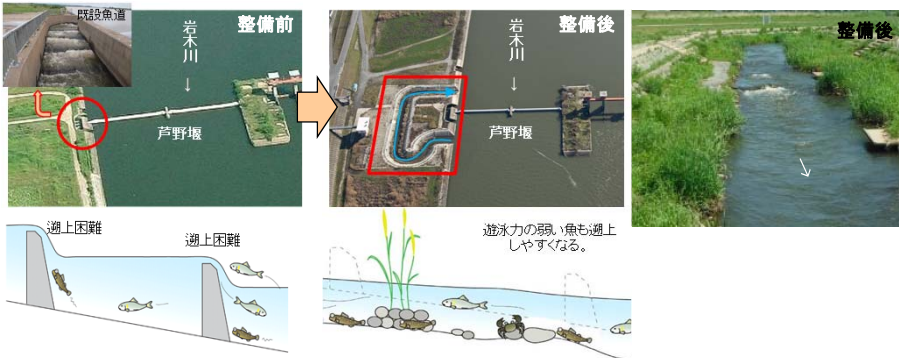 既設魚道
整備前
岩木川
↓
芦野堰
整備後
岩木川
↓
芦野堰
整備後
遡上困難
遡上困難
遊泳力の弱い魚も遡上
しやすくなる。